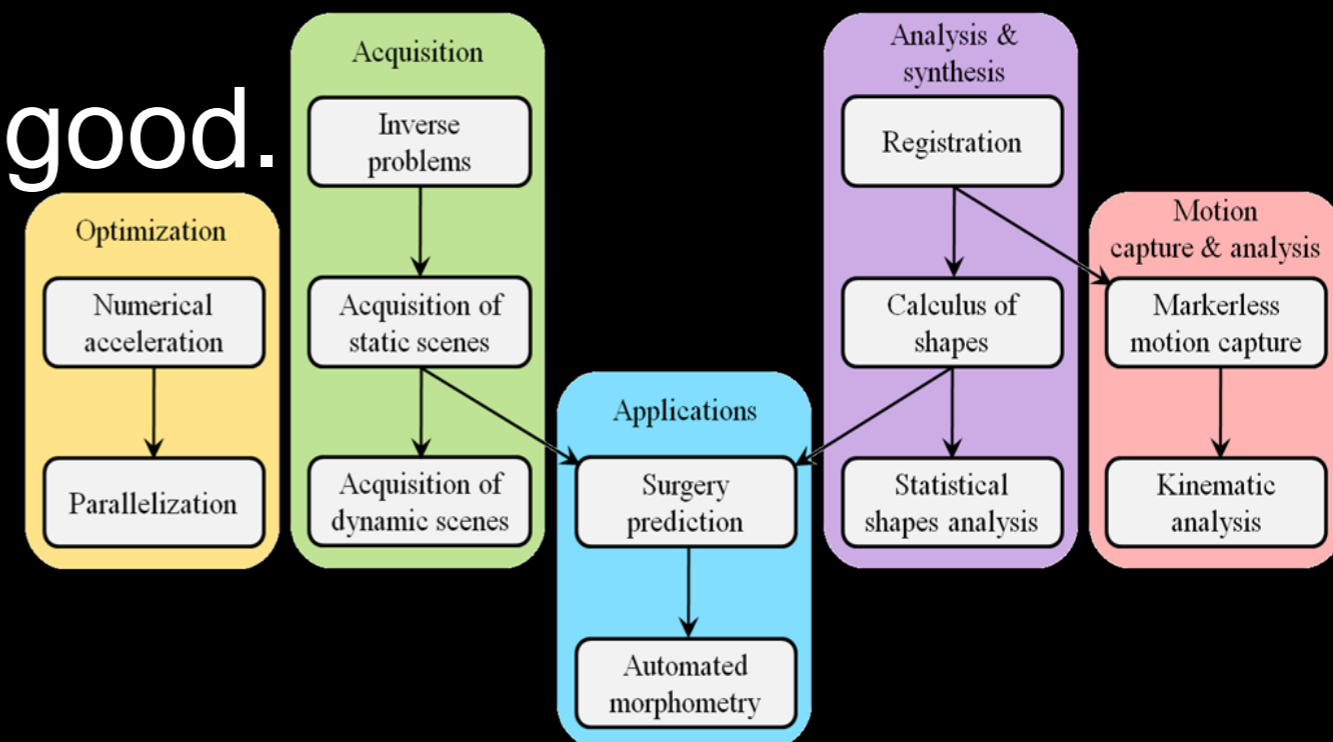 good.
Optimization
Numerical
acceleration
Parallelization
Acquisition
Inverse
problems
Acquisition of
static scenes
Acquisition of
dynamic scenes
Applications
Surgery
prediction
Automated
morphometry
Analysis &
synthesis
Registration
Calculus of
shapes
Statistical
shapes analysis
Motion
capture & analysis
Markerless
motion capture
Kinematic
analysis